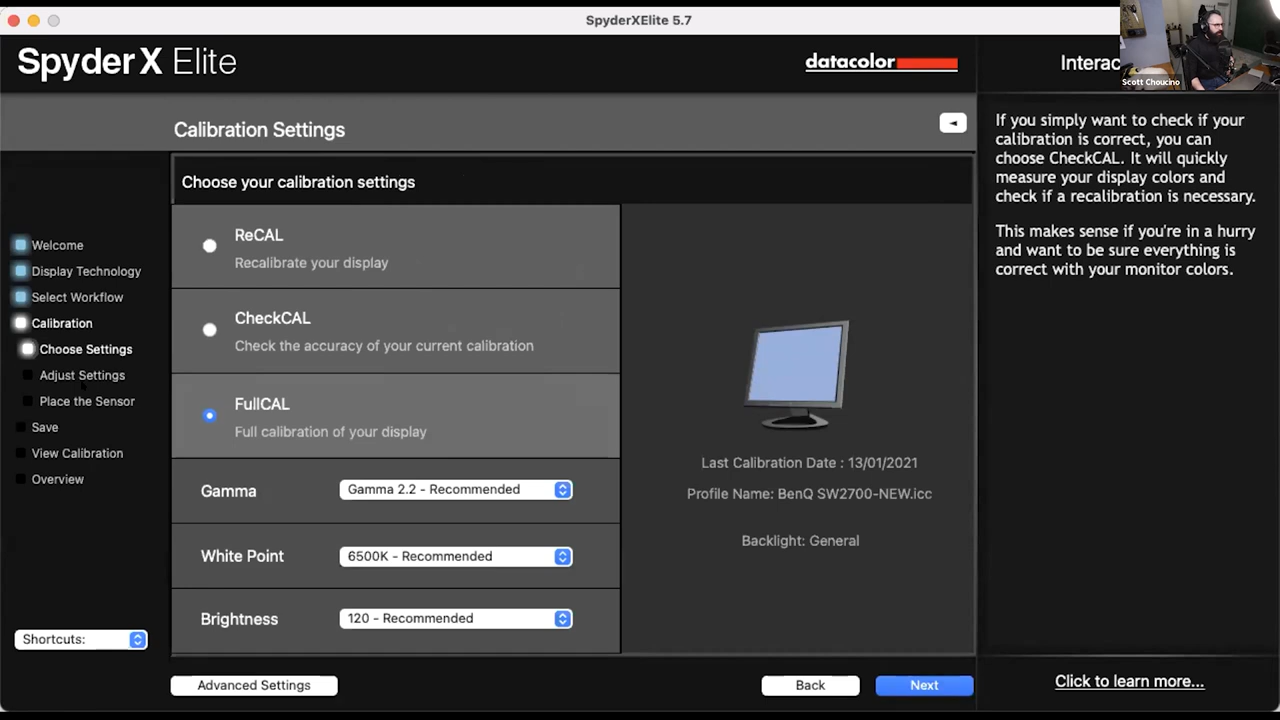 SpyderXElite 5.7
SpyderX Elite
datacolor
Interac
Scott Choucino
Calibration Settings
Choose your calibration settings
Welcome
Display Technology
Select Workflow
Calibration
Choose Settings
Adjust Settings
Place the Sensor
Save
View Calibration
Overview
Shortcuts:
ReCAL
Recalibrate your display
CheckCAL
Check the accuracy of your current calibration
FullCAL
Full calibration of your display
Gamma
Gamma 2.2 - Recommended
White Point
6500K - Recommended
Brightness
120 - Recommended
Last Calibration Date : 13/01/2021
Profile Name: BenQ SW2700-NEW.icc
Backlight: General
If you simply want to check if your
calibration is correct, you can
choose CheckCAL. It will quickly
measure your display colors and
check if a recalibration is necessary.
This makes sense if you're in a hurry
and want to be sure everything is
correct with your monitor colors.
Advanced Settings
Back
Next
Click to learn more...